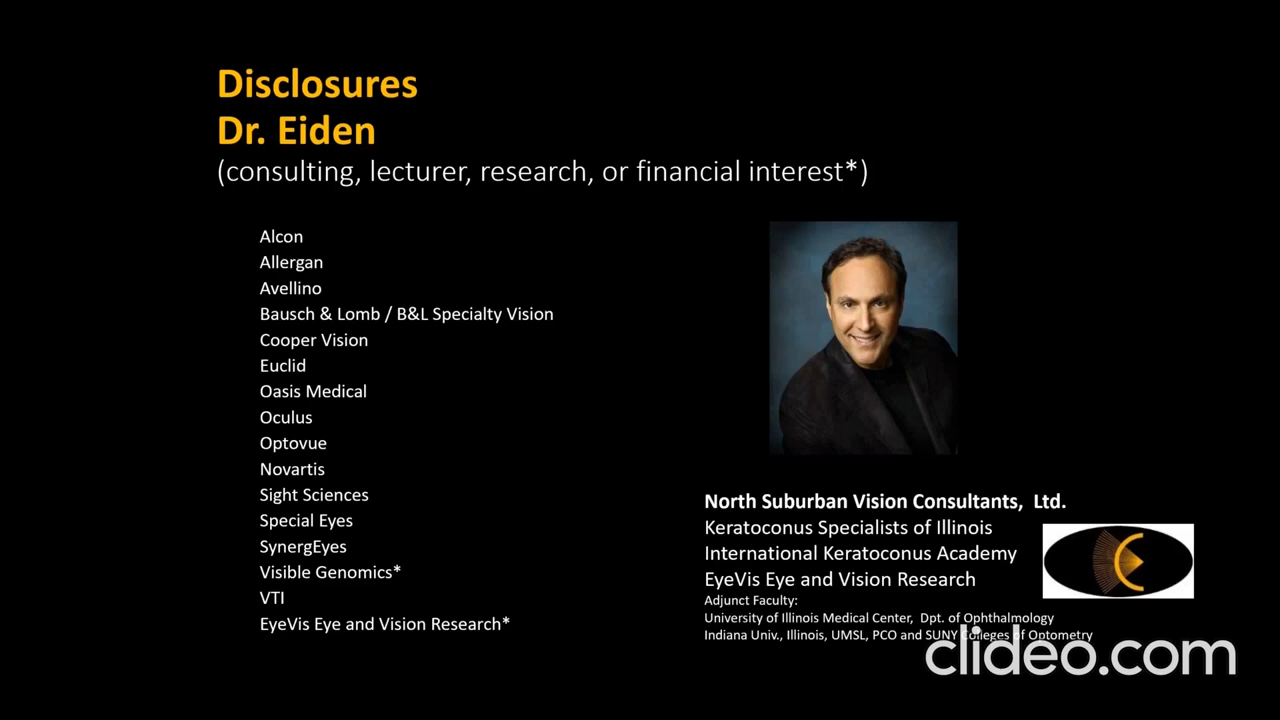 Disclosures
Dr. Eiden
(consulting, lecturer, research, or financial interest*)
Alcon
Allergan
Avellino
Bausch & Lomb / B&L Specialty Vision
Cooper Vision
Euclid
Oasis Medical
Oculus
Optovue
Novartis
Sight Sciences
Special Eyes
SynergEyes
Visible Genomics*
VTI
EyeVis Eye and Vision Research*
North Suburban Vision Consultants, Ltd.
Keratoconus Specialists of Illinois
International Keratoconus Academy
EyeVis Eye and Vision Research
Adjunct Faculty:
University of Illinois Medical Center, Dpt. of Ophthalmology
Indiana Univ., Illinois, UMSL, PCO and SUNY Colleges of Optometry
clideo.com